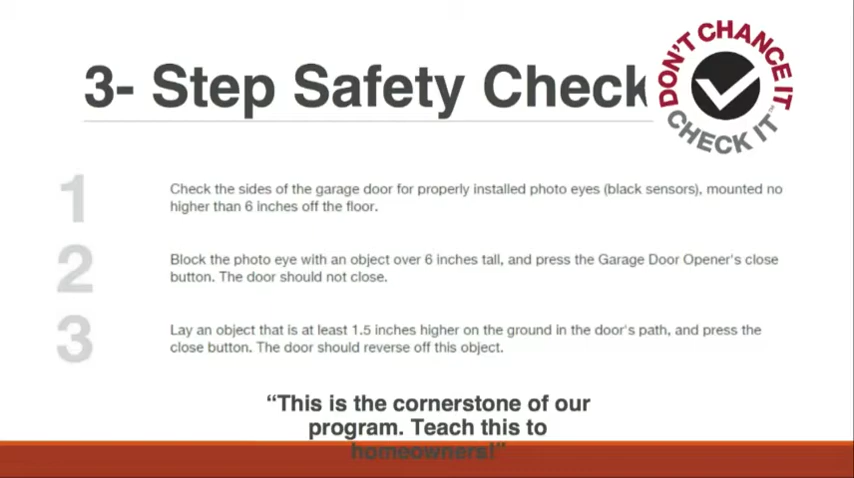 3- Step Safety Check
DON'T CHANCE IT
CHECK IT™
1
Check the sides of the garage door for properly installed photo eyes (black sensors), mounted no
higher than 6 inches off the floor.
2
Block the photo eye with an object over 6 inches tall, and press the Garage Door Opener's close
button. The door should not close.
3
Lay an object that is at least 1.5 inches higher on the ground in the door's path, and press the
close button. The door should reverse off this object.
“This is the cornerstone of our
program. Teach this to
homeowners!”